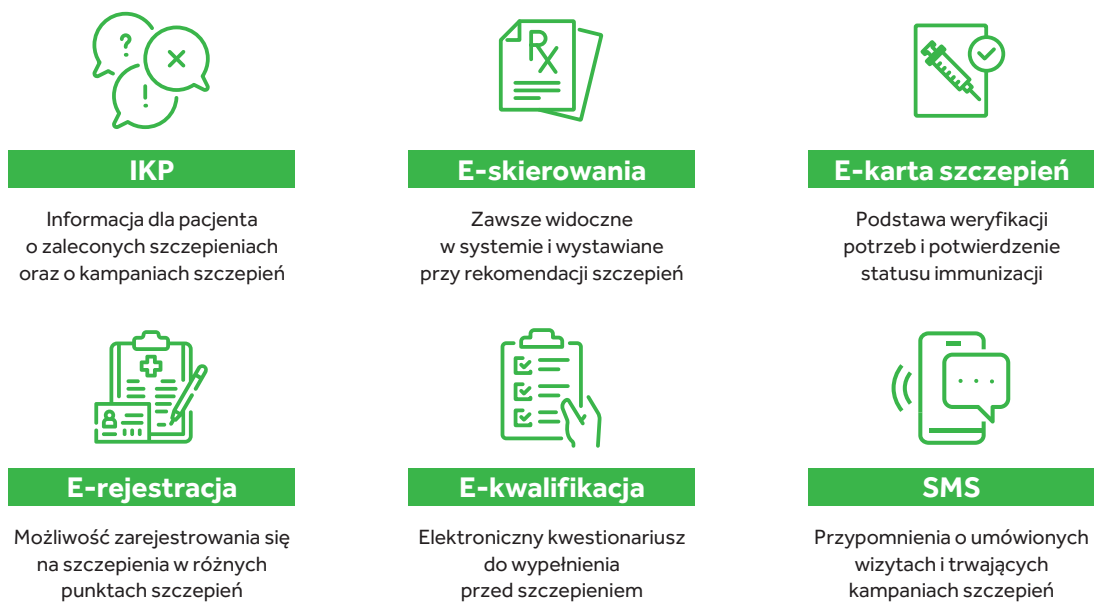 IKP
Informacja dla pacjenta
o zaleconych szczepieniach
oraz o kampaniach szczepień
E-skierowania
Zawsze widoczne
w systemie i wystawiane
przy rekomendacji szczepień
E-karta szczepień
Podstawa weryfikacji
potrzeb i potwierdzenie
statusu immunizacji
E-rejestracja
Możliwość zarejestrowania się
na szczepienia w różnych
punktach szczepień
E-kwalifikacja
Elektroniczny kwestionariusz
do wypełnienia
przed szczepieniem
SMS
Przypomnienia o umówionych
wizytach i trwających
kampaniach szczepień